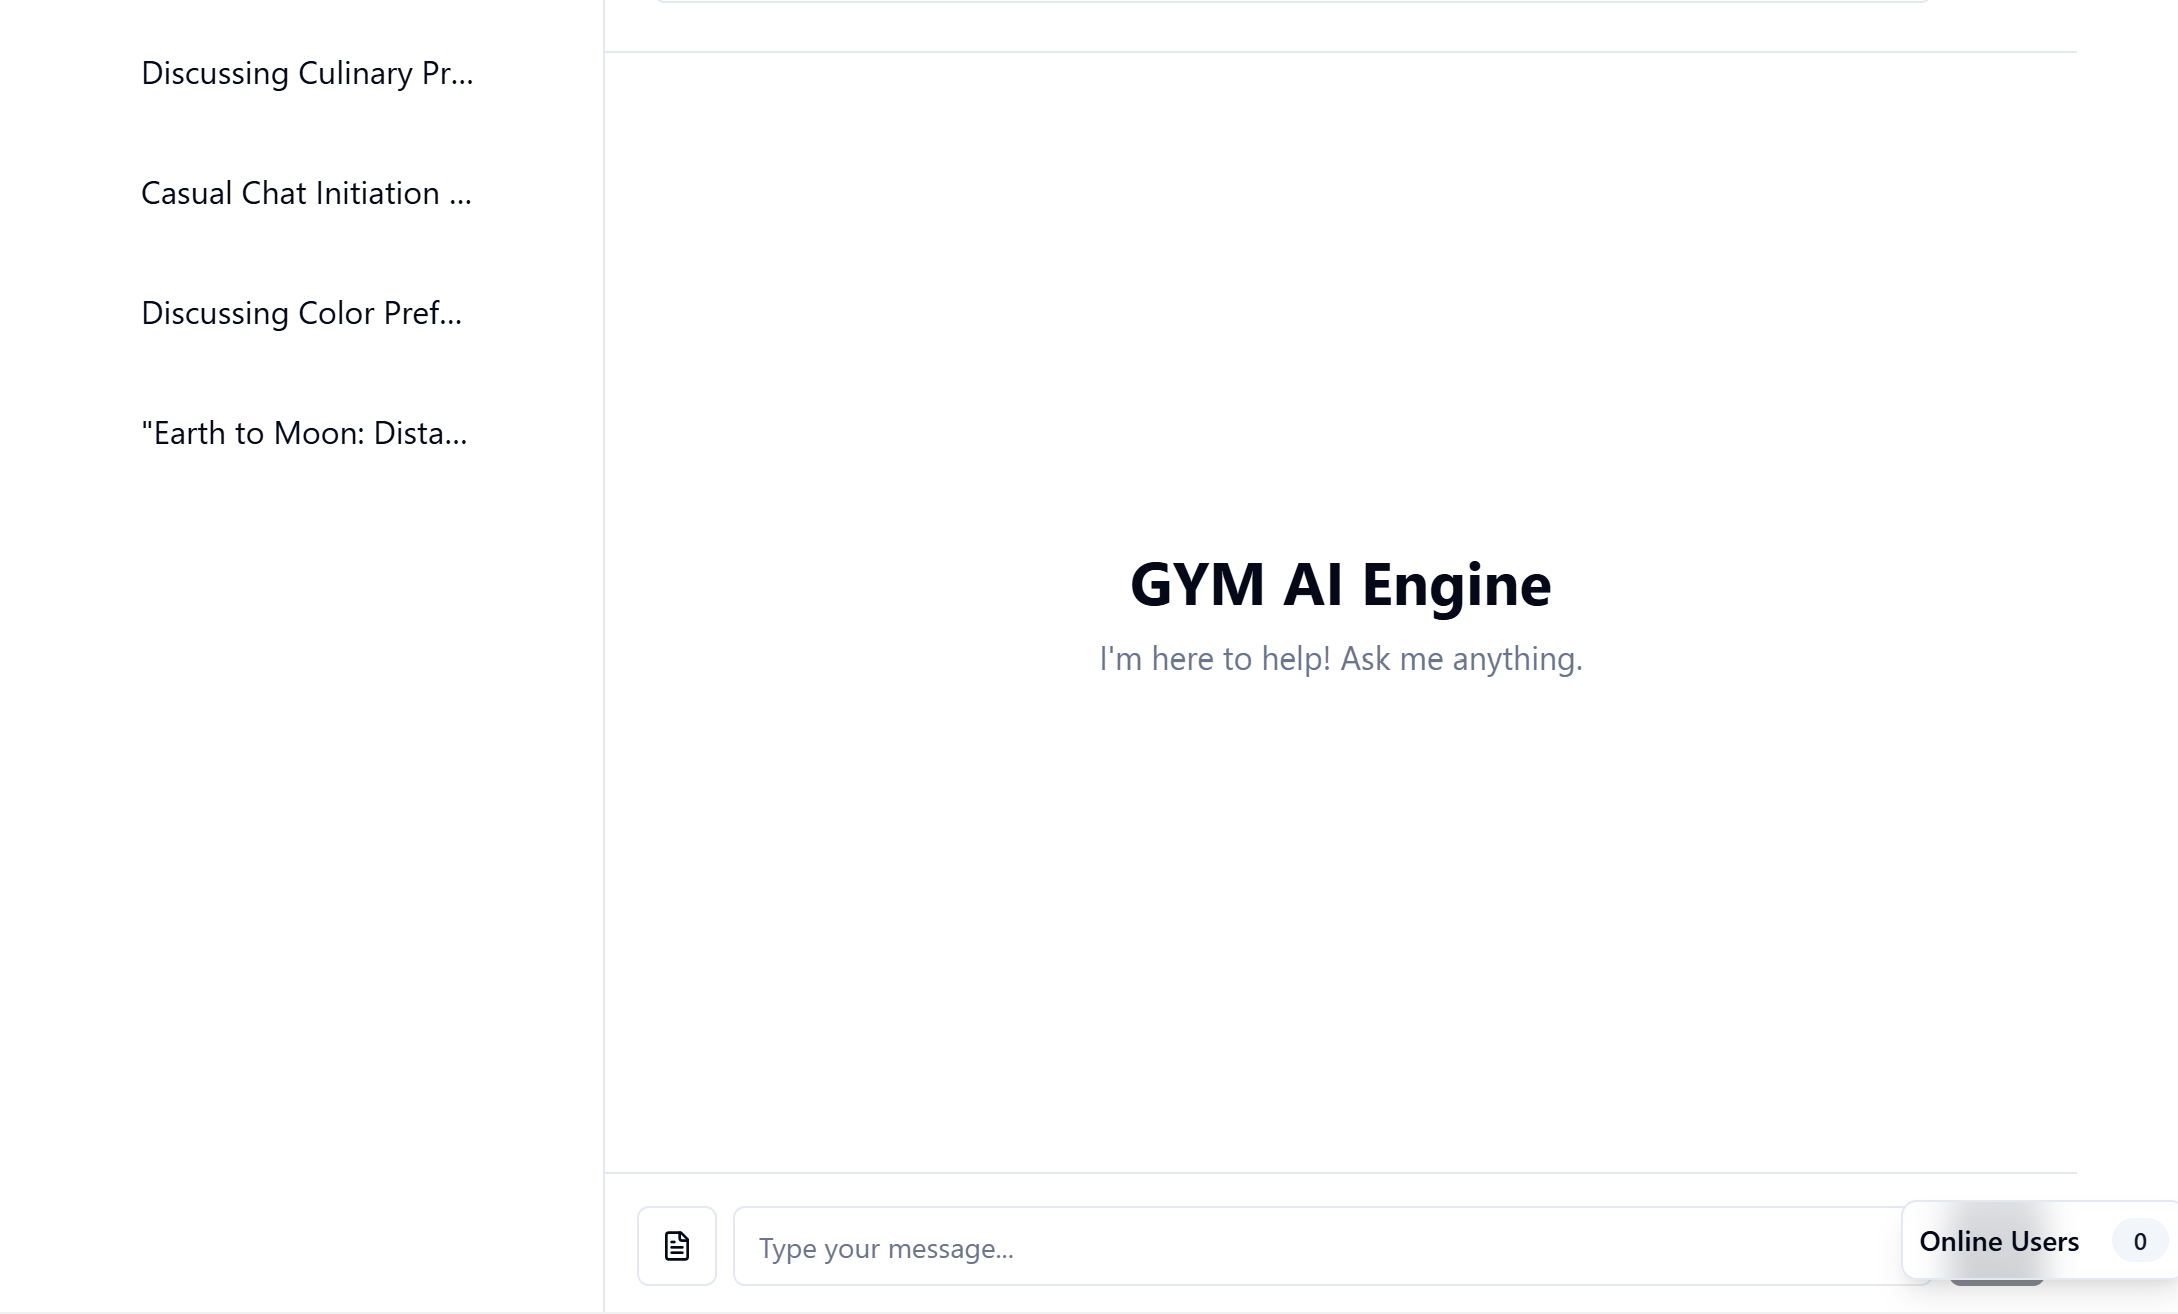 Discussing Culinary Pr...
Casual Chat Initiation ...
Discussing Color Pref...
"Earth to Moon: Dista...
GYM AI Engine
I'm here to help! Ask me anything.
Type your message...
Online Users 0